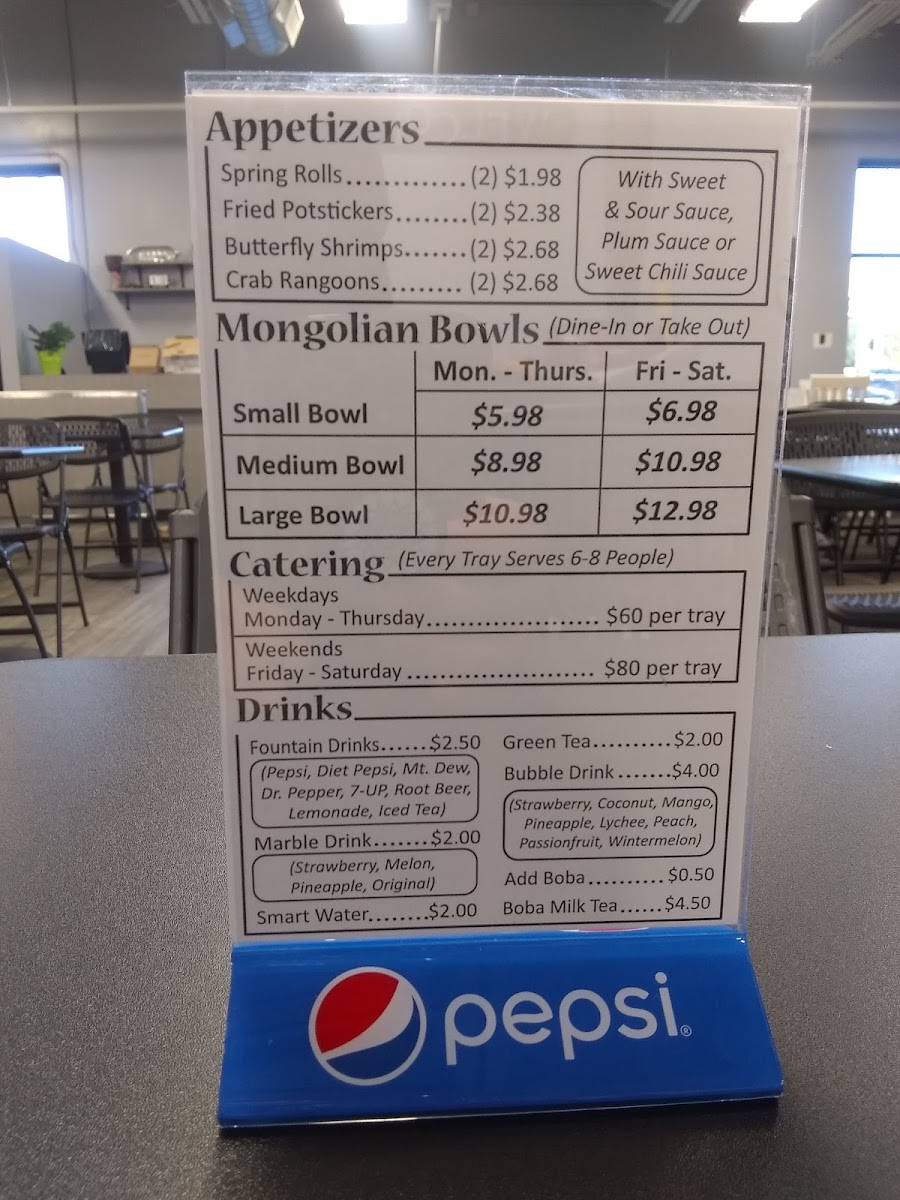 Appetizers
Spring Rolls.............(2) $1.98
Fried Potstickers........(2) $2.38
Butterfly Shrimps.......(2) $2.68
Crab Rangoons......... (2) $2.68
With Sweet
& Sour Sauce,
Plum Sauce or
Sweet Chili Sauce
Mongolian Bowls (Dine-In or Take Out)
Mon. - Thurs. Fri - Sat.
Small Bowl $5.98 $6.98
Medium Bowl $8.98 $10.98
Large Bowl $10.98 $12.98
Catering (Every Tray Serves 6-8 People)
Weekdays
Monday - Thursday...................... $60 per tray
Weekends
Friday - Saturday ........................ $80 per tray
Drinks
Fountain Drinks......$2.50
(Pepsi, Diet Pepsi, Mt. Dew,
Dr. Pepper, 7-UP, Root Beer,
Lemonade, Iced Tea)
Marble Drink.......$2.00
(Strawberry, Melon,
Pineapple, Original)
Smart Water........$2.00
Green Tea..........$2.00
Bubble Drink .......$4.00
(Strawberry, Coconut, Mango,
Pineapple, Lychee, Peach,
Passionfruit, Wintermelon)
Add Boba .......... $0.50
Boba Milk Tea...... $4.50
pepsi®